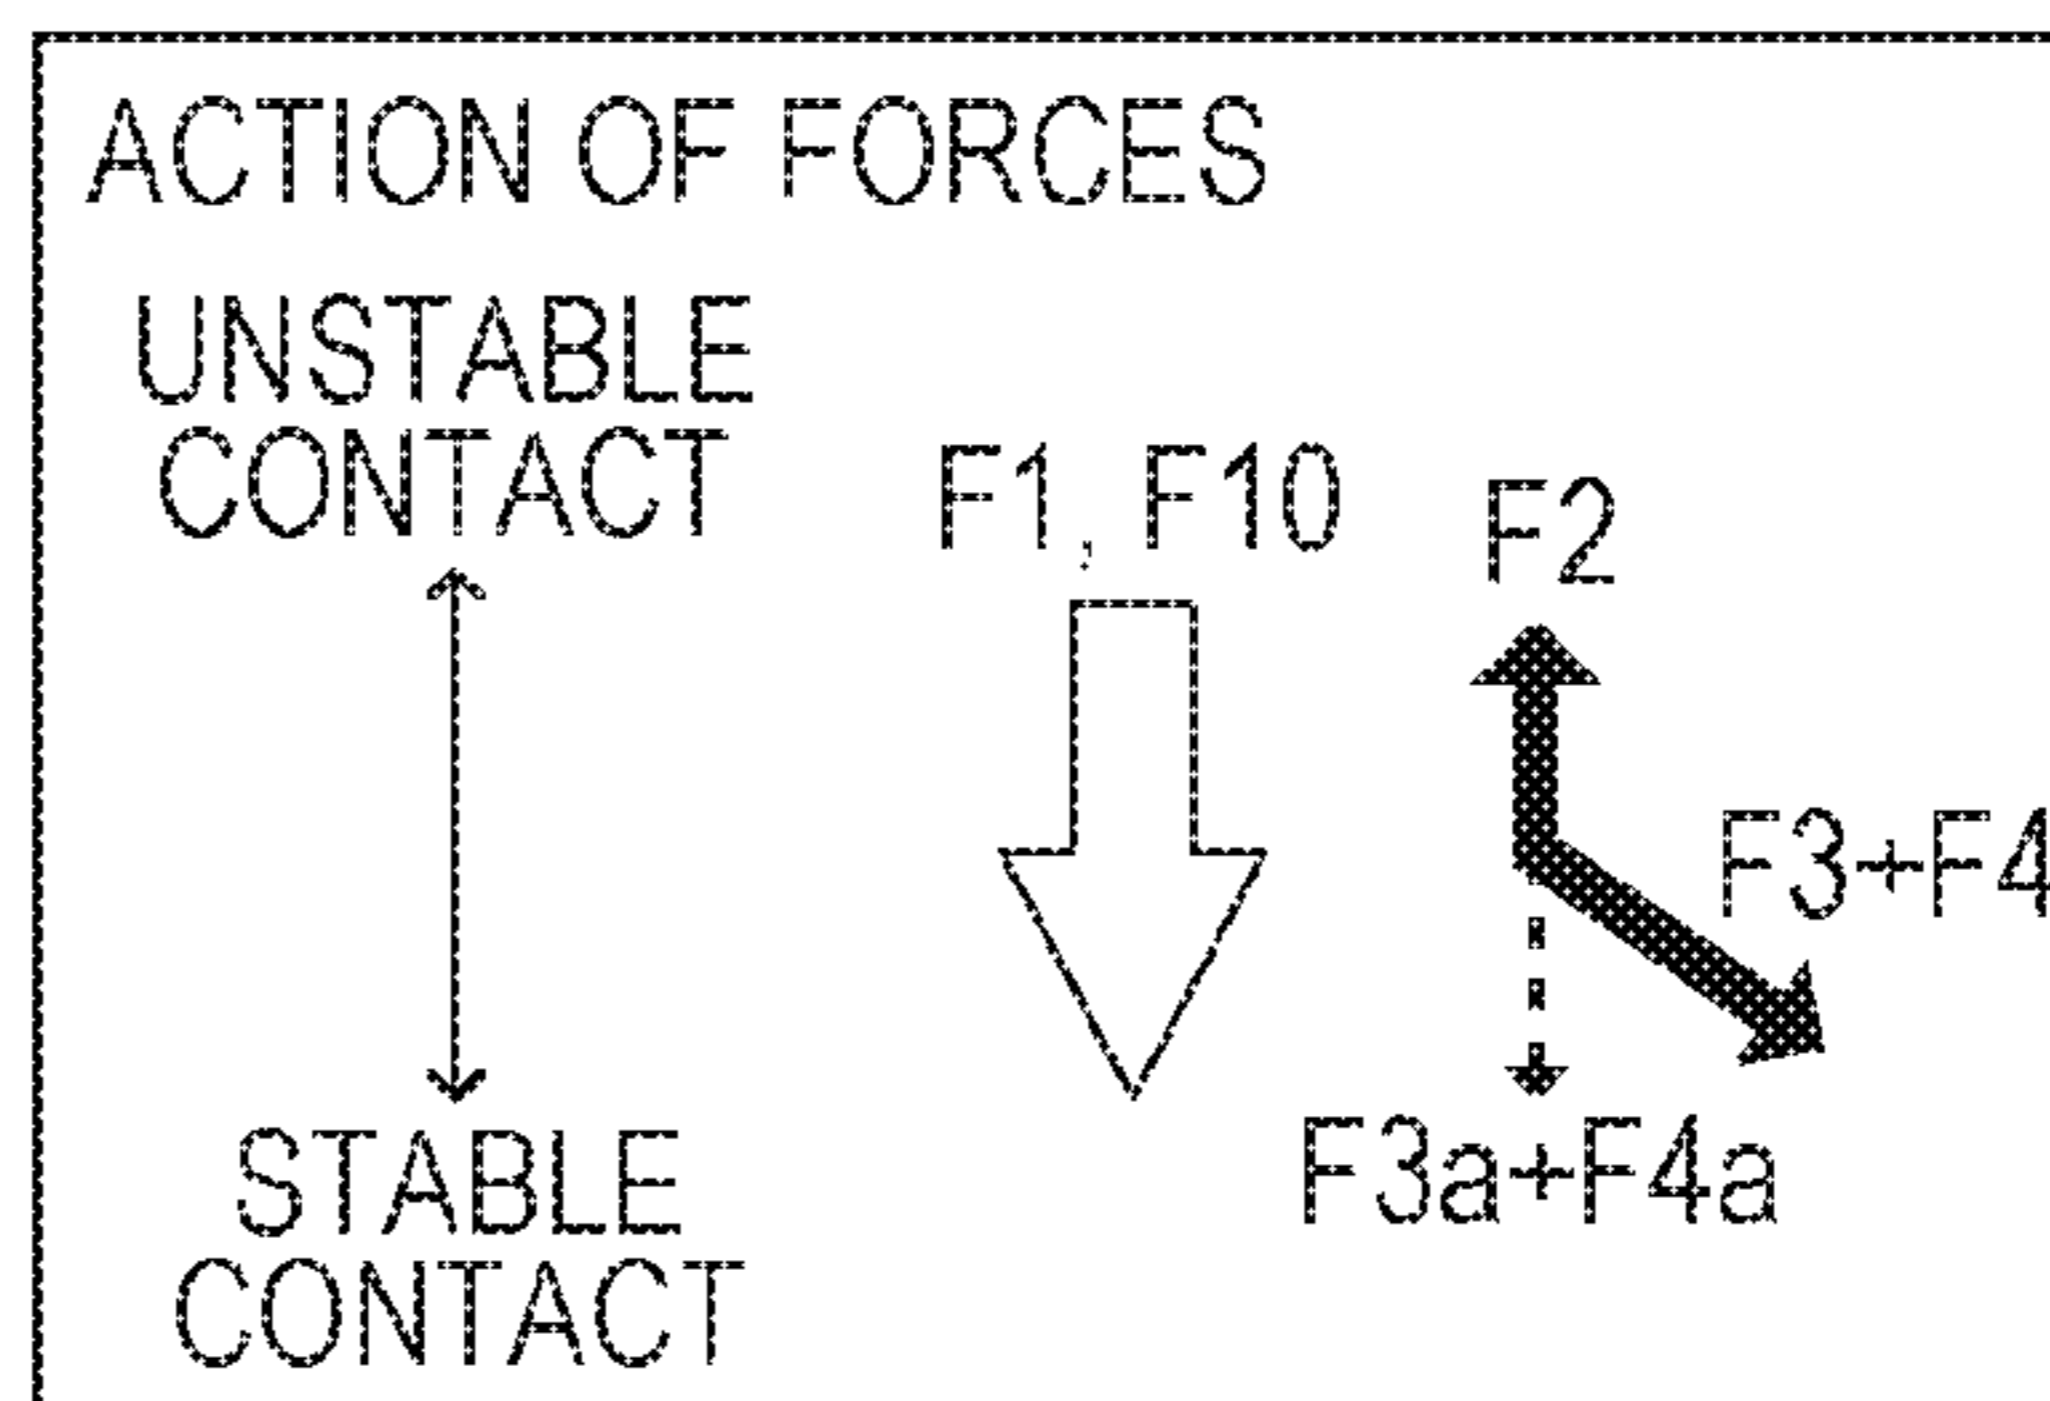 ACTION OF FORCES
UNSTABLE
CONTACT
F1, F10
F2
F3+F4
F3a+F4a
STABLE
CONTACT